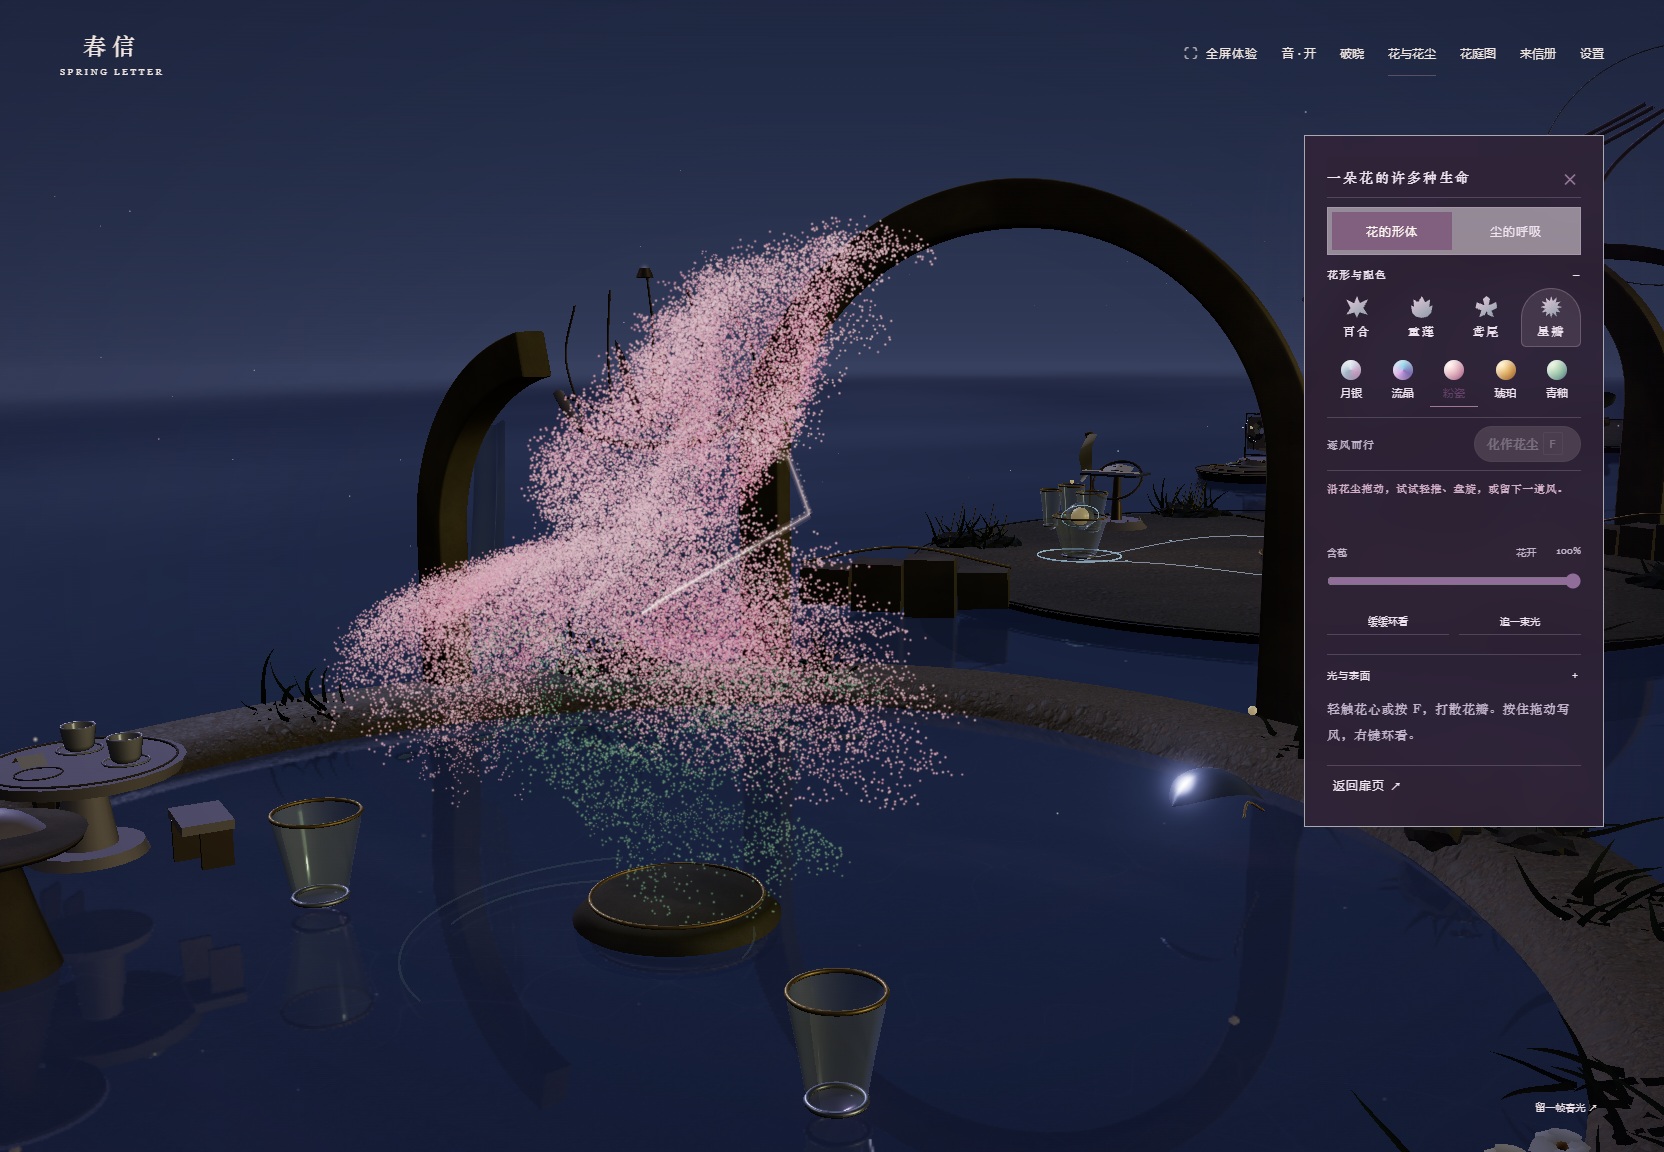 春信
SPRING LETTER
全屏体验 音·开 破晓 花与花尘 花庭图 来信册 设置
一朵花的许多种生命
花的形体 尘的呼吸
花形与配色
百合 重莲 鸢尾 星瓣
月银 流晶 粉瓷 琥珀 青釉
逐风而行 化作花尘 F
沿花尘拖动，试试轻推、盘旋，或留下一道风。
含苞 花开 100%
缓缓环看 追一束光
光与表面
轻触花心或按 F，打散花瓣。按住拖动写
风，右键环看。
返回扉页 ↗
留一帧春光 ↗